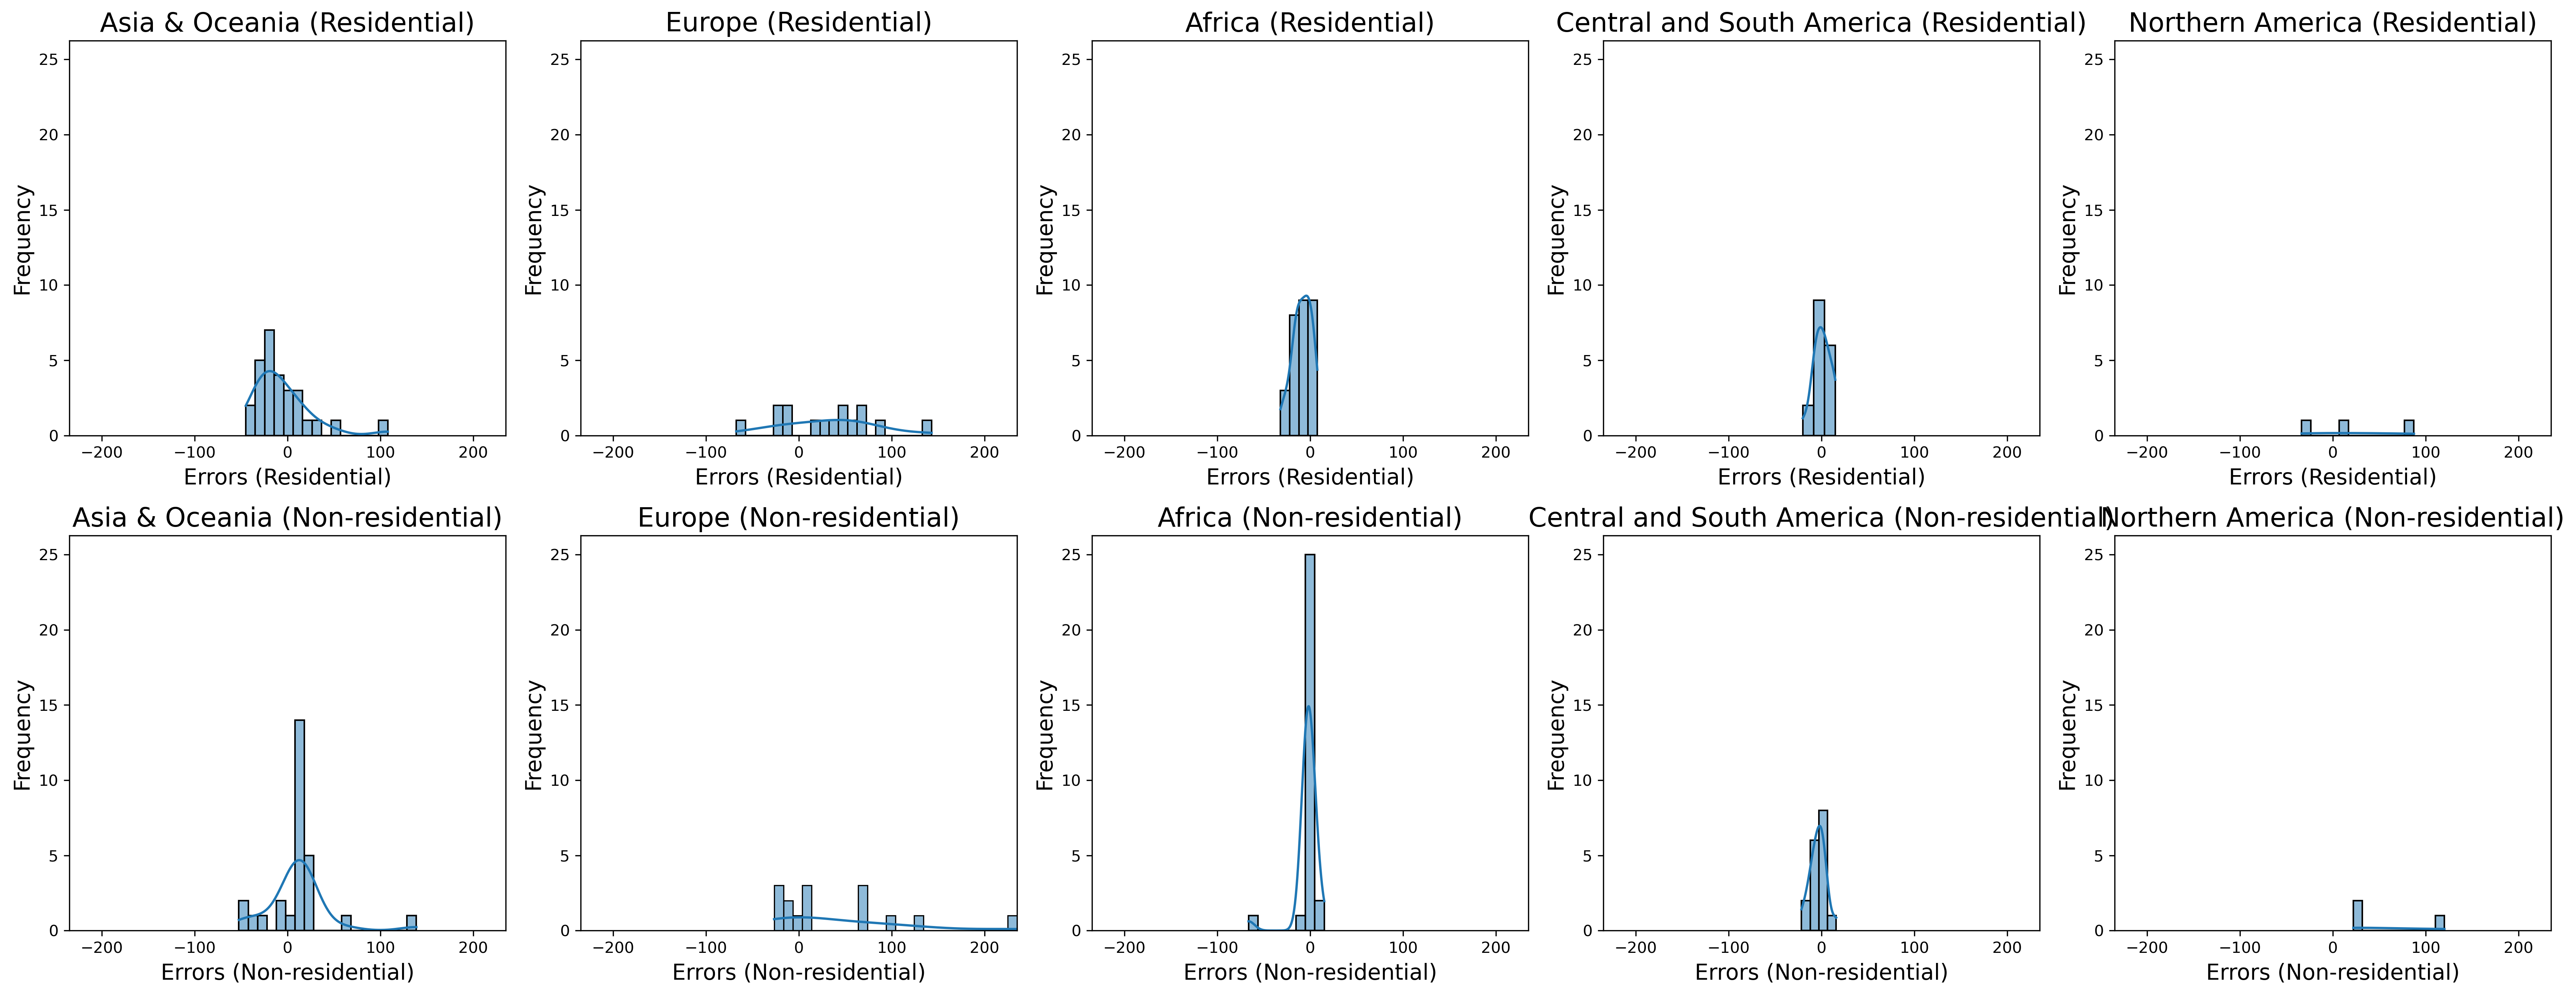 Asia & Oceania (Residential)
25
20
15
10
5
0
Frequency
−200 −100 0 100 200
Errors (Residential)
Europe (Residential)
25
20
15
10
5
0
Frequency
−200 −100 0 100 200
Errors (Residential)
Africa (Residential)
25
20
15
10
5
0
Frequency
−200 −100 0 100 200
Errors (Residential)
Central and South America (Residential)
25
20
15
10
5
0
Frequency
−200 −100 0 100 200
Errors (Residential)
Northern America (Residential)
25
20
15
10
5
0
Frequency
−200 −100 0 100 200
Errors (Residential)
Asia & Oceania (Non-residential)
25
20
15
10
5
0
Frequency
−200 −100 0 100 200
Errors (Non-residential)
Europe (Non-residential)
25
20
15
10
5
0
Frequency
−200 −100 0 100 200
Errors (Non-residential)
Africa (Non-residential)
25
20
15
10
5
0
Frequency
−200 −100 0 100 200
Errors (Non-residential)
Central and South America (Non-residential)
25
20
15
10
5
0
Frequency
−200 −100 0 100 200
Errors (Non-residential)
Northern America (Non-residential)
25
20
15
10
5
0
Frequency
−200 −100 0 100 200
Errors (Non-residential)